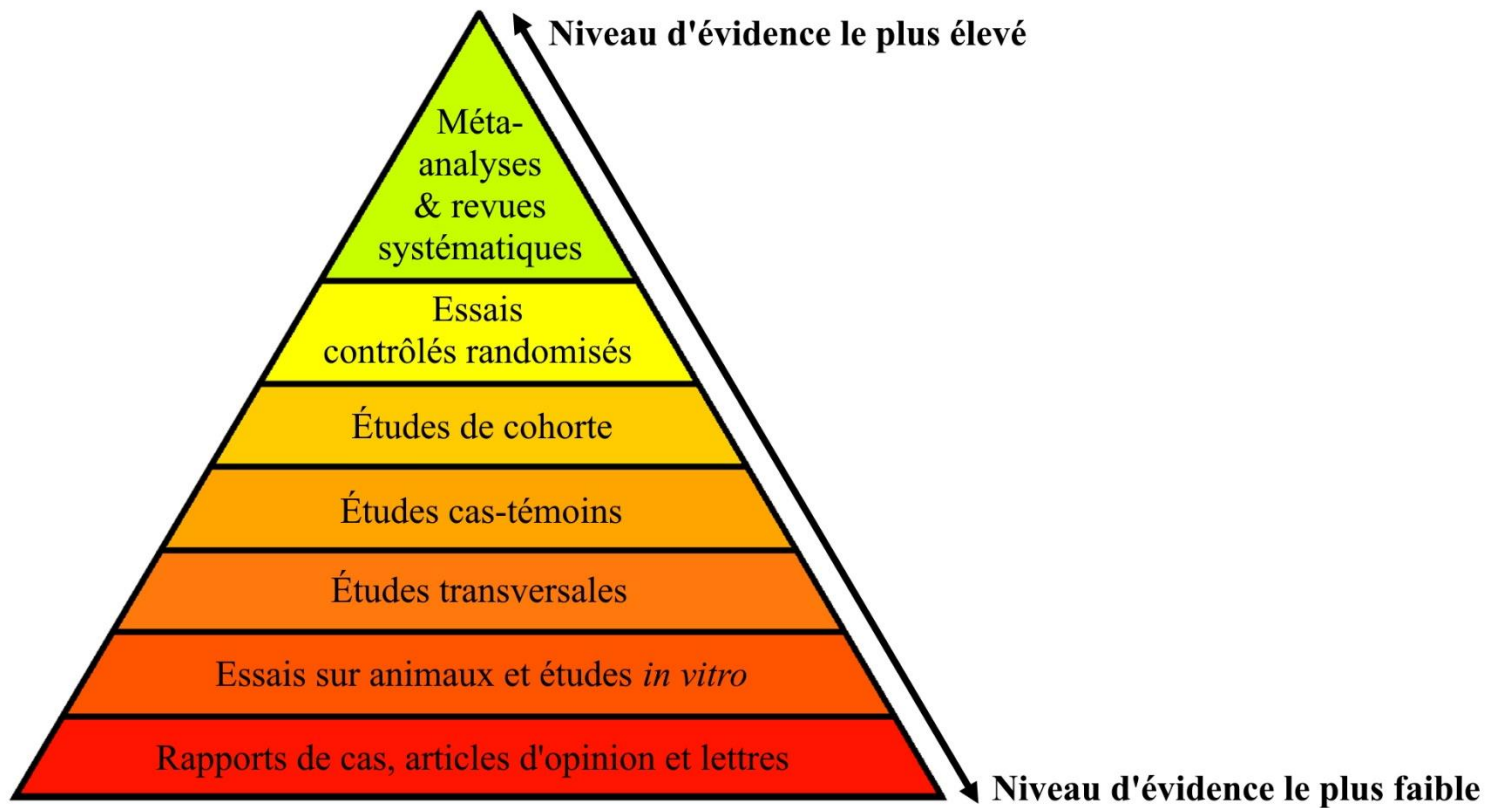 Niveau d'évidence le plus élevé
Méta-
analyses
& revues
systématiques
Essais
contrôlés randomisés
Études de cohorte
Études cas-témoins
Études transversales
Essais sur animaux et études in vitro
Rapports de cas, articles d'opinion et lettres
Niveau d'évidence le plus faible